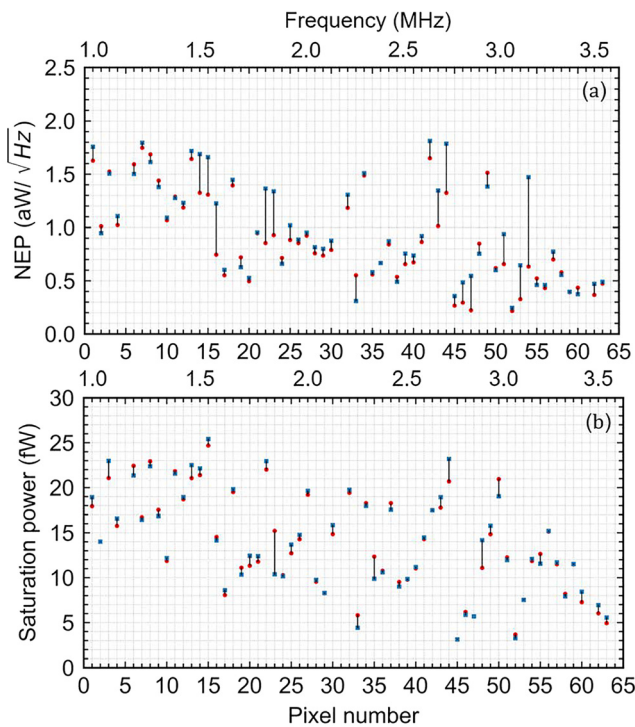 Frequency (MHz)
1.0 1.5 2.0 2.5 3.0 3.5
2.5
2.0
1.5
1.0
0.5
0.0
NEP (aW/ √Hz)
(a)
0 5 10 15 20 25 30 35 40 45 50 55 60 65
1.0 1.5 2.0 2.5 3.0 3.5
30
25
20
15
10
5
0
Saturation power (fW)
(b)
0 5 10 15 20 25 30 35 40 45 50 55 60 65
Pixel number